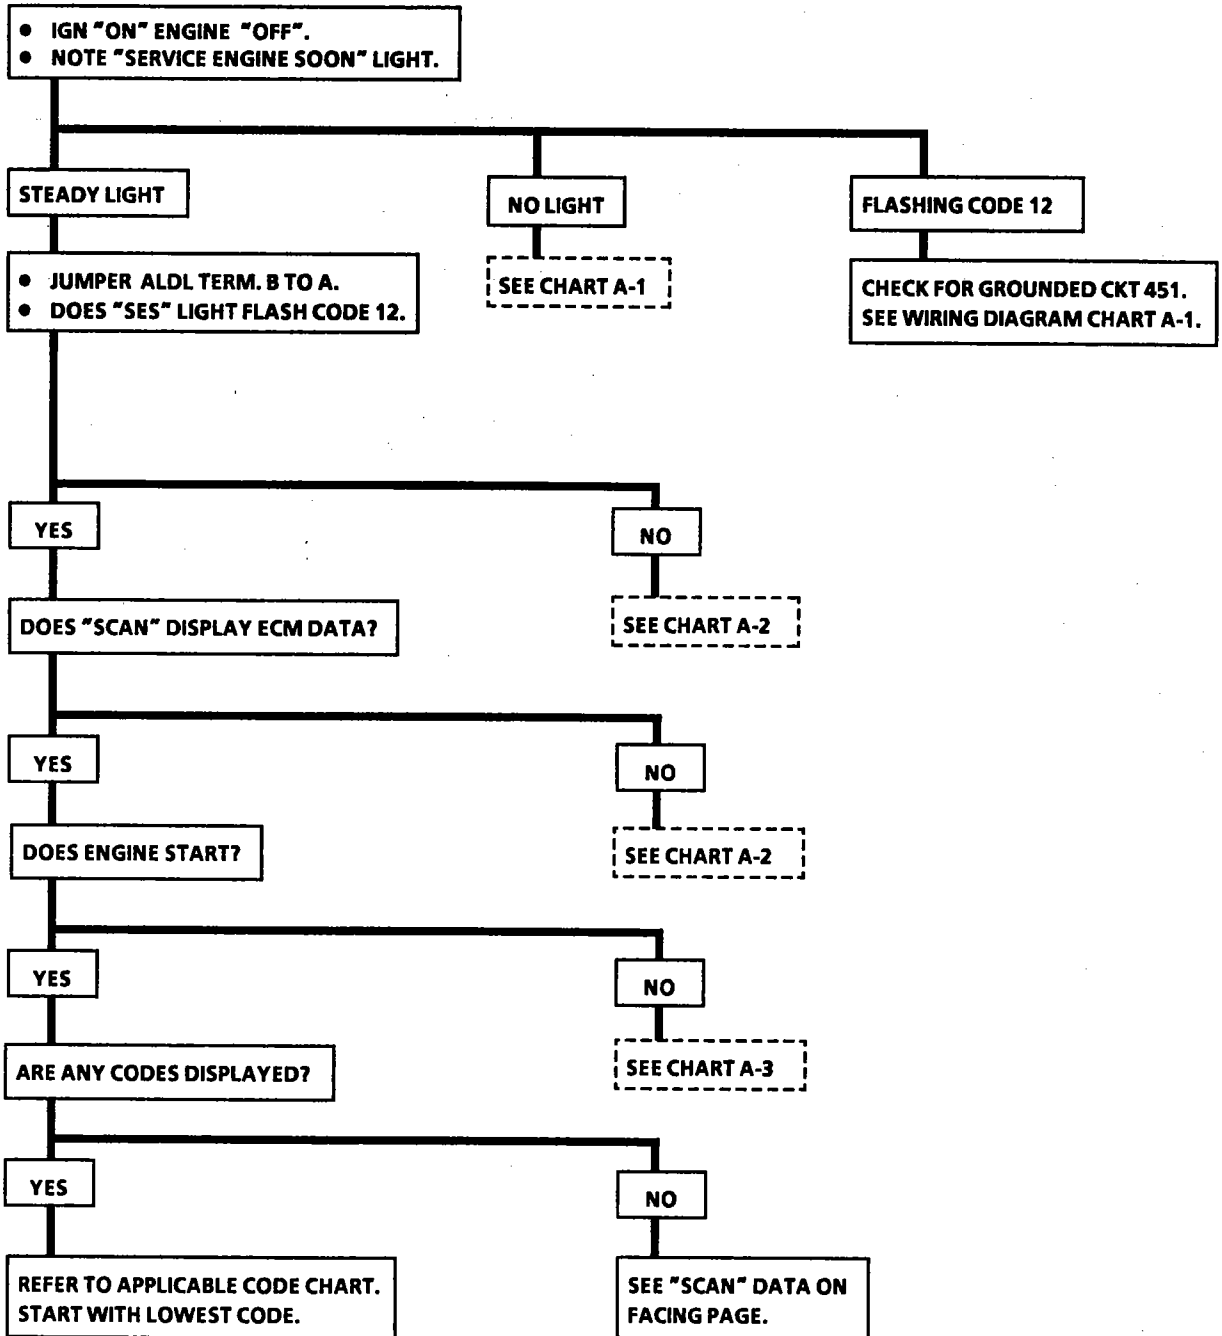 ● IGN "ON" ENGINE "OFF".
● NOTE "SERVICE ENGINE SOON" LIGHT.
STEADY LIGHT
NO LIGHT
FLASHING CODE 12
● JUMPER ALDL TERM. B TO A.
● DOES "SES" LIGHT FLASH CODE 12.
SEE CHART A-1
CHECK FOR GROUNDED CKT 451.
SEE WIRING DIAGRAM CHART A-1.
YES
NO
DOES "SCAN" DISPLAY ECM DATA?
SEE CHART A-2
YES
NO
DOES ENGINE START?
SEE CHART A-2
YES
NO
ARE ANY CODES DISPLAYED?
SEE CHART A-3
YES
NO
REFER TO APPLICABLE CODE CHART.
START WITH LOWEST CODE.
SEE "SCAN" DATA ON
FACING PAGE.